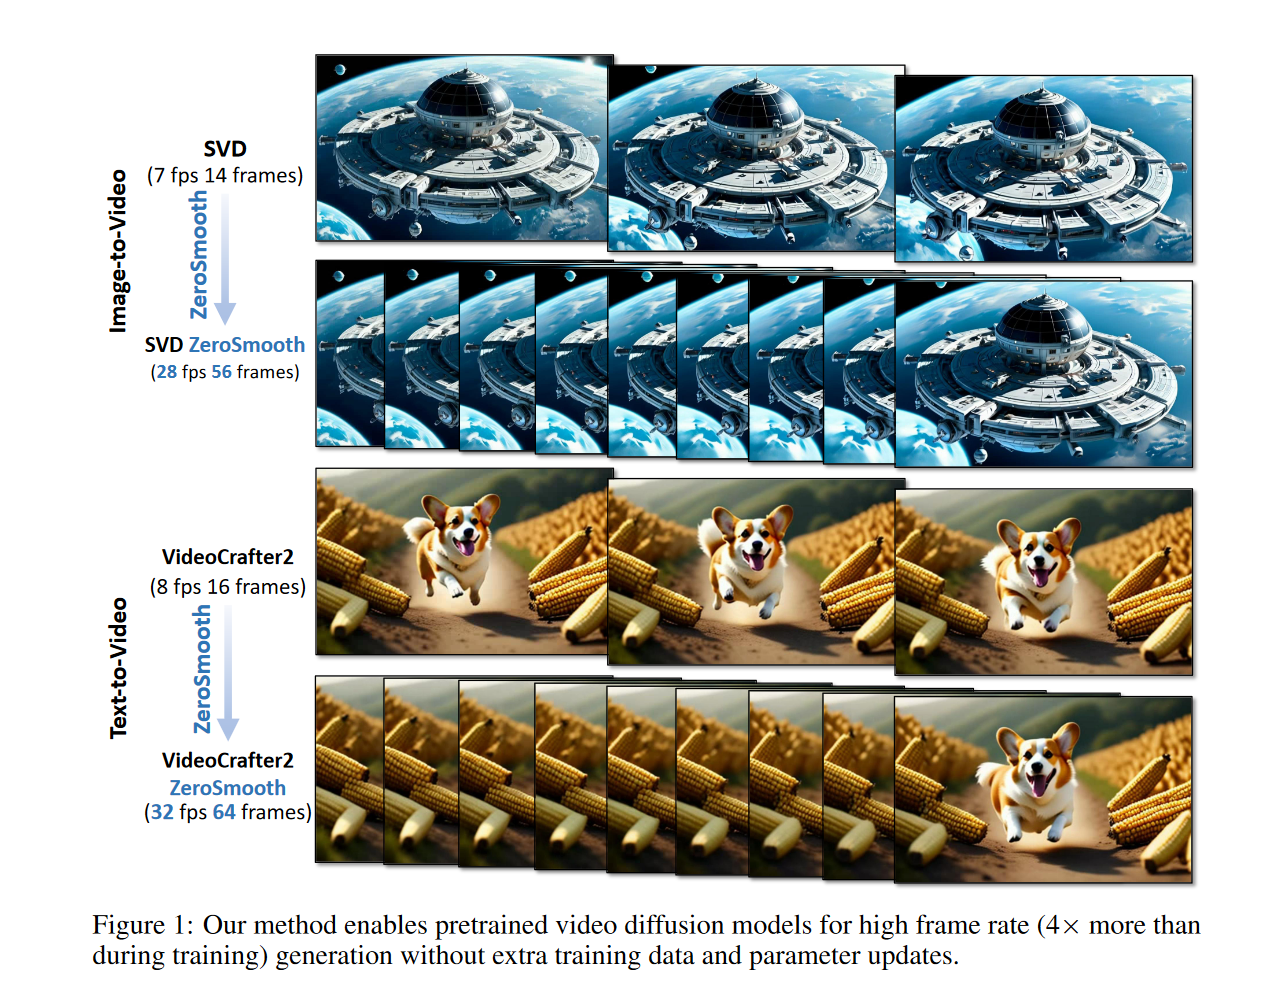 Image-to-Video
SVD
(7 fps 14 frames)
ZeroSmooth
SVD ZeroSmooth
(28 fps 56 frames)
Text-to-Video
VideoCrafter2
(8 fps 16 frames)
ZeroSmooth
VideoCrafter2
ZeroSmooth
(32 fps 64 frames)
Figure 1: Our method enables pretrained video diffusion models for high frame rate (4× more than
during training) generation without extra training data and parameter updates.